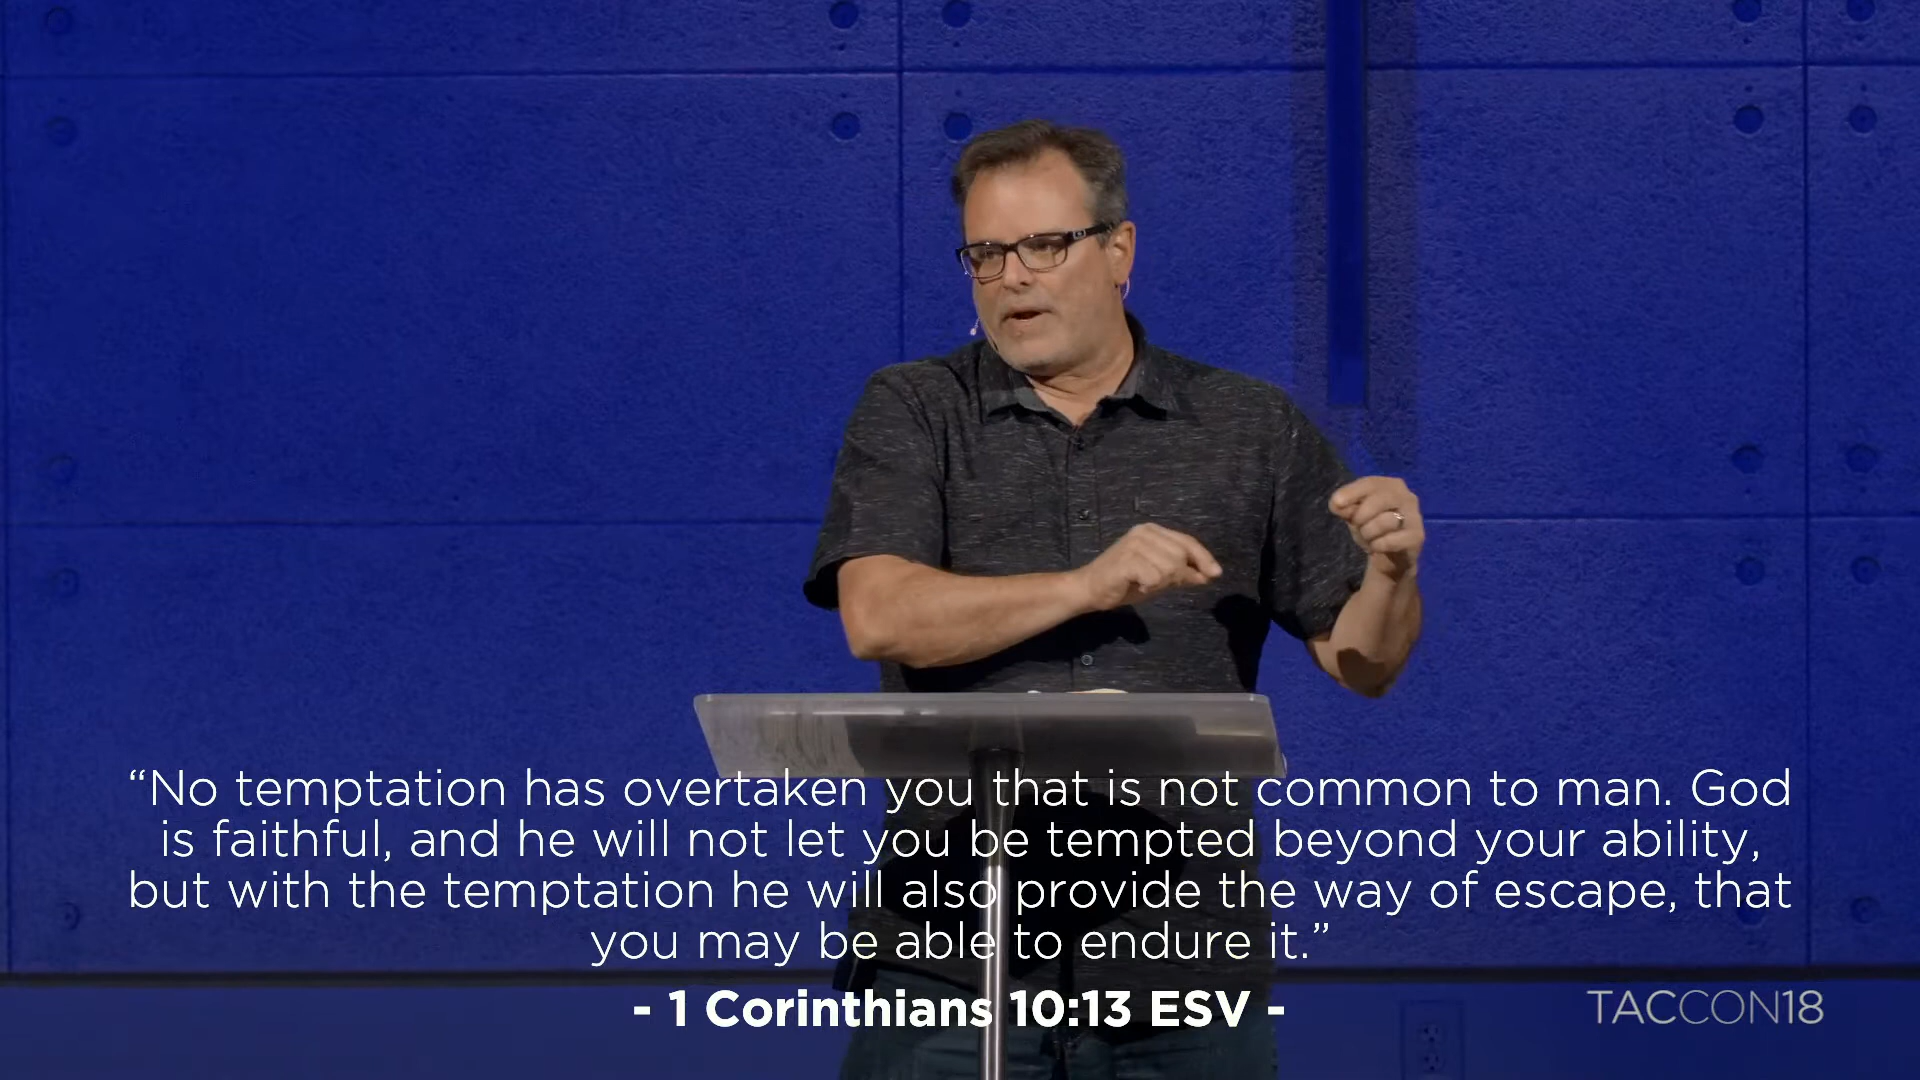 “No temptation has overtaken you that is not common to man. God
is faithful, and he will not let you be tempted beyond your ability,
but with the temptation he will also provide the way of escape, that
you may be able to endure it.”
- 1 Corinthians 10:13 ESV -
TACCON18